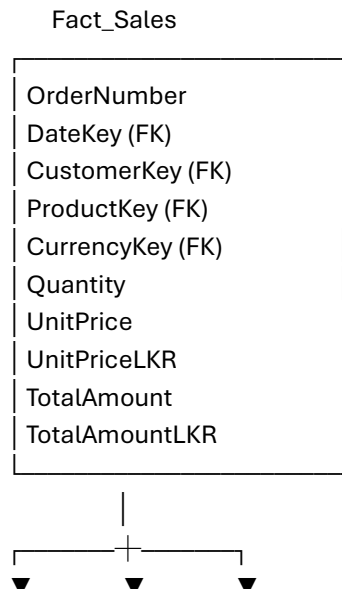 Fact_Sales
OrderNumber
DateKey (FK)
CustomerKey (FK)
ProductKey (FK)
CurrencyKey (FK)
Quantity
UnitPrice
UnitPriceLKR
TotalAmount
TotalAmountLKR